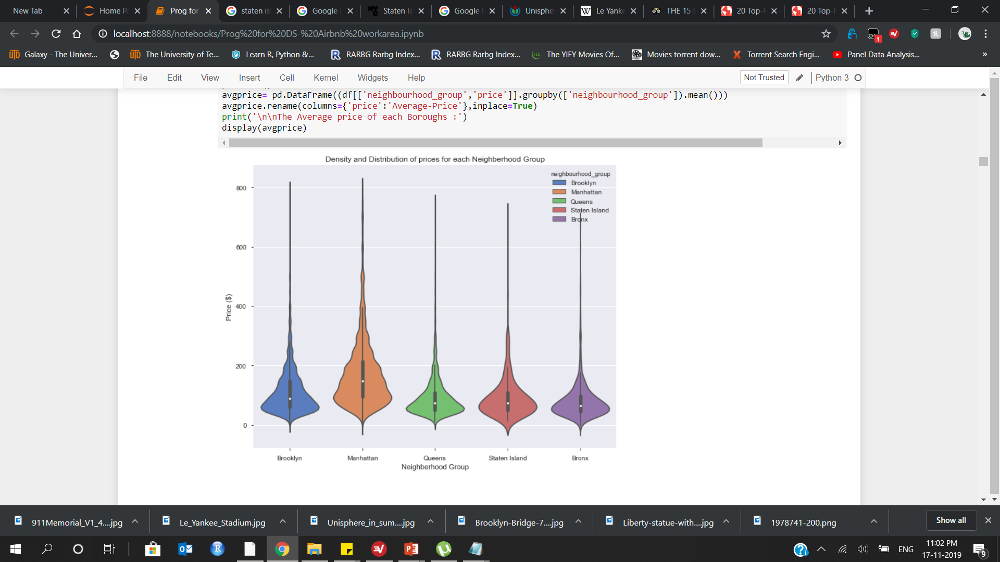 New Tab
Home Pa
Prog for
staten is
Google
Staten Is
Google
Unisphe
Le Yanke
THE 15
20 Top-
20 Top-
localhost:8888/notebooks/Prog%20for%20DS-%20Airbnb%20workarea.ipynb
1
Galaxy - The Univer...
The University of Te...
Learn R, Python &...
RARBG Rarbg Index...
RARBG Rarbg Index...
The YIFY Movies Of...
Movies torrent dow...
Torrent Search Engi...
Panel Data Analysis...
»
File Edit View Insert Cell Kernel Widgets Help
Not Trusted
Python 3
avgprice= pd.DataFrame((df[['neighbourhood_group','price']].groupby(['neighbourhood_group']).mean()))
avgprice.rename(columns={'price':'Average-Price'},inplace=True)
print('\n\nThe Average price of each Boroughs :')
display(avgprice)
Density and Distribution of prices for each Neighberhood Group
neighbourhood_group
Brooklyn
Manhattan
Queens
Staten Island
Bronx
800
600
400
200
0
Price ($)
Brooklyn Manhattan Queens Staten Island Bronx
Neighberhood Group
911Memorial_V1_4....jpg
Le_Yankee_Stadium.jpg
Unisphere_in_sum....jpg
Brooklyn-Bridge-7....jpg
Liberty-statue-with....jpg
1978741-200.png
Show all
ENG
11:02 PM
17-11-2019
9